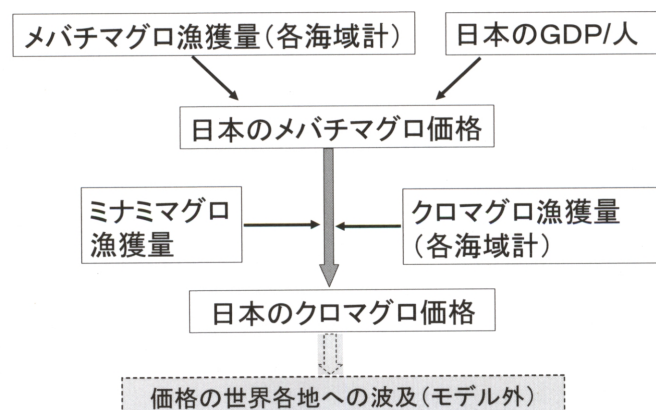 メバチマグロ漁獲量(各海域計)
日本のGDP/人
日本のメバチマグロ価格
ミナミマグロ
漁獲量
クロマグロ漁獲量
(各海域計)
日本のクロマグロ価格
価格の世界各地への波及(モデル外)